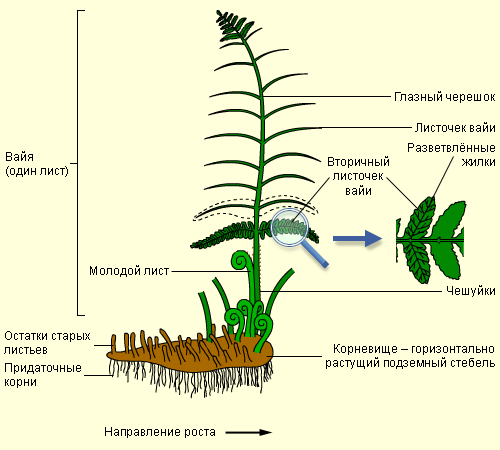 Глазный черешок
Листочек вайи
Разветвлённые
жилки
Вторичный
листочек
вайи
Вайя
(один лист)
Молодой лист
Чешуйки
Остатки старых
листьев
Придаточные
корни
Корневище – горизонтально
растущий подземный стебель
Направление роста